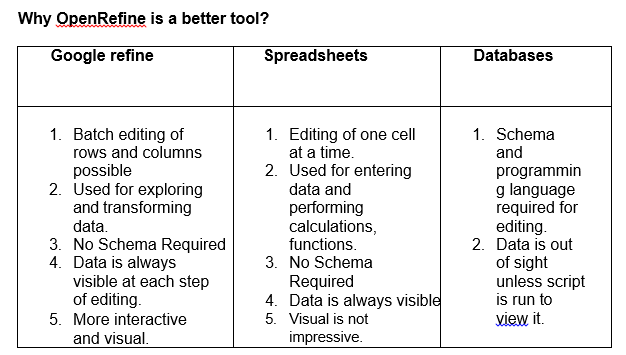 Why OpenRefine is a better tool?
Google refine
Spreadsheets
Databases
1. Batch editing of
rows and columns
possible
2. Used for exploring
and transforming
data.
3. No Schema Required
4. Data is always
visible at each step
of editing.
5. More interactive
and visual.
1. Editing of one cell
at a time.
2. Used for entering
data and
performing
calculations,
functions.
3. No Schema
Required
4. Data is always visible
5. Visual is not
impressive.
1. Schema
and
programmin
g language
required for
editing.
2. Data is out
of sight
unless script
is run to
view it.